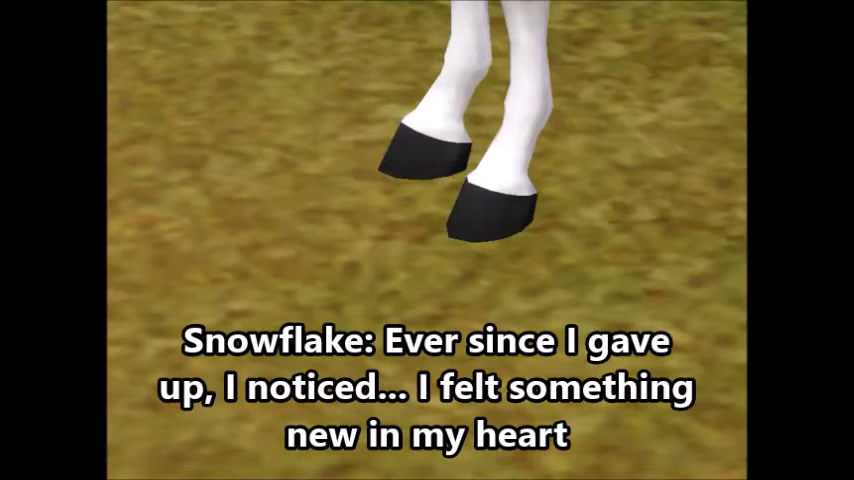 Snowflake: Ever since I gave
up, I noticed... I felt something
new in my heart